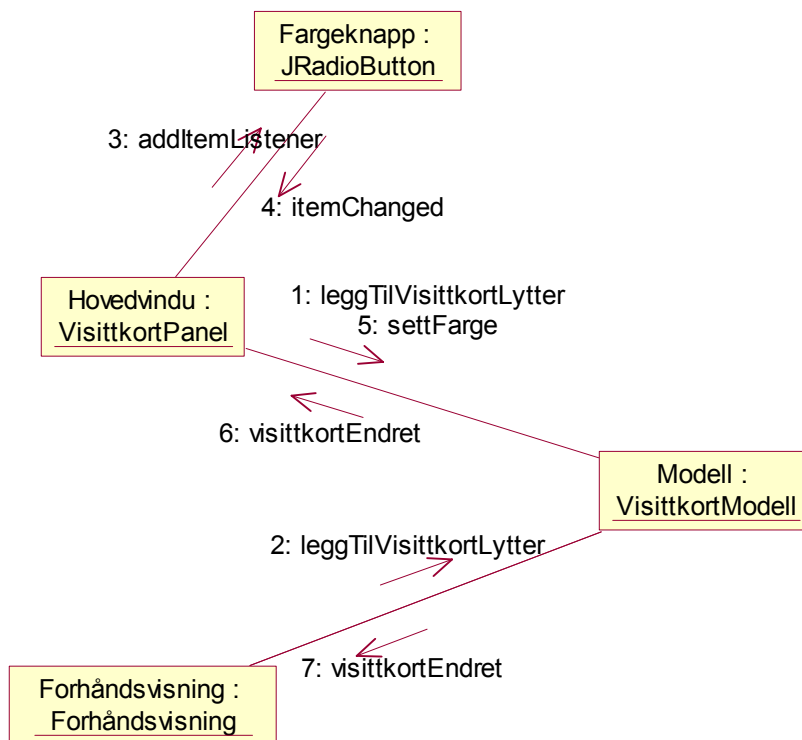 Fargeknapp :
JRadioButton
3: addItemListener
4: itemChanged
Hovedvindu :
VisittkortPanel
1: leggTilVisittkortLytter
5: settFarge
6: visittkortEndret
Modell :
VisittkortModell
2: leggTilVisittkortLytter
7: visittkortEndret
Forhåndsvisning :
Forhåndsvisning